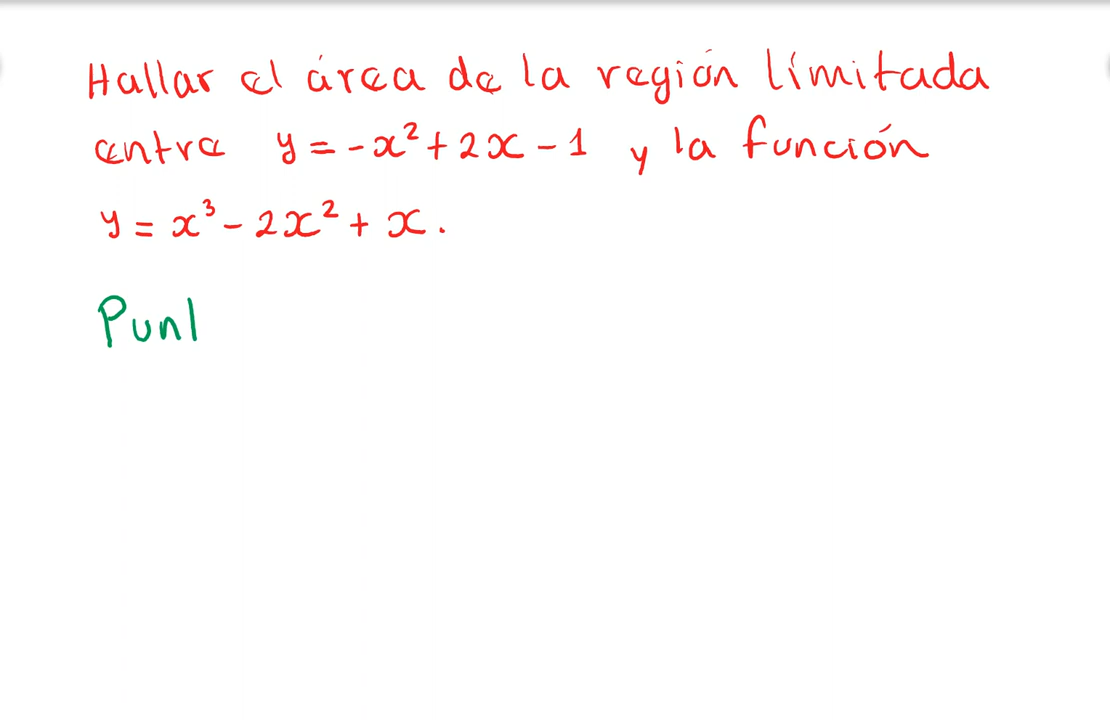 Hallar el área de la región limitada
entre y = -x² + 2x - 1 y la función
y = x³ - 2x² + x.
Punl